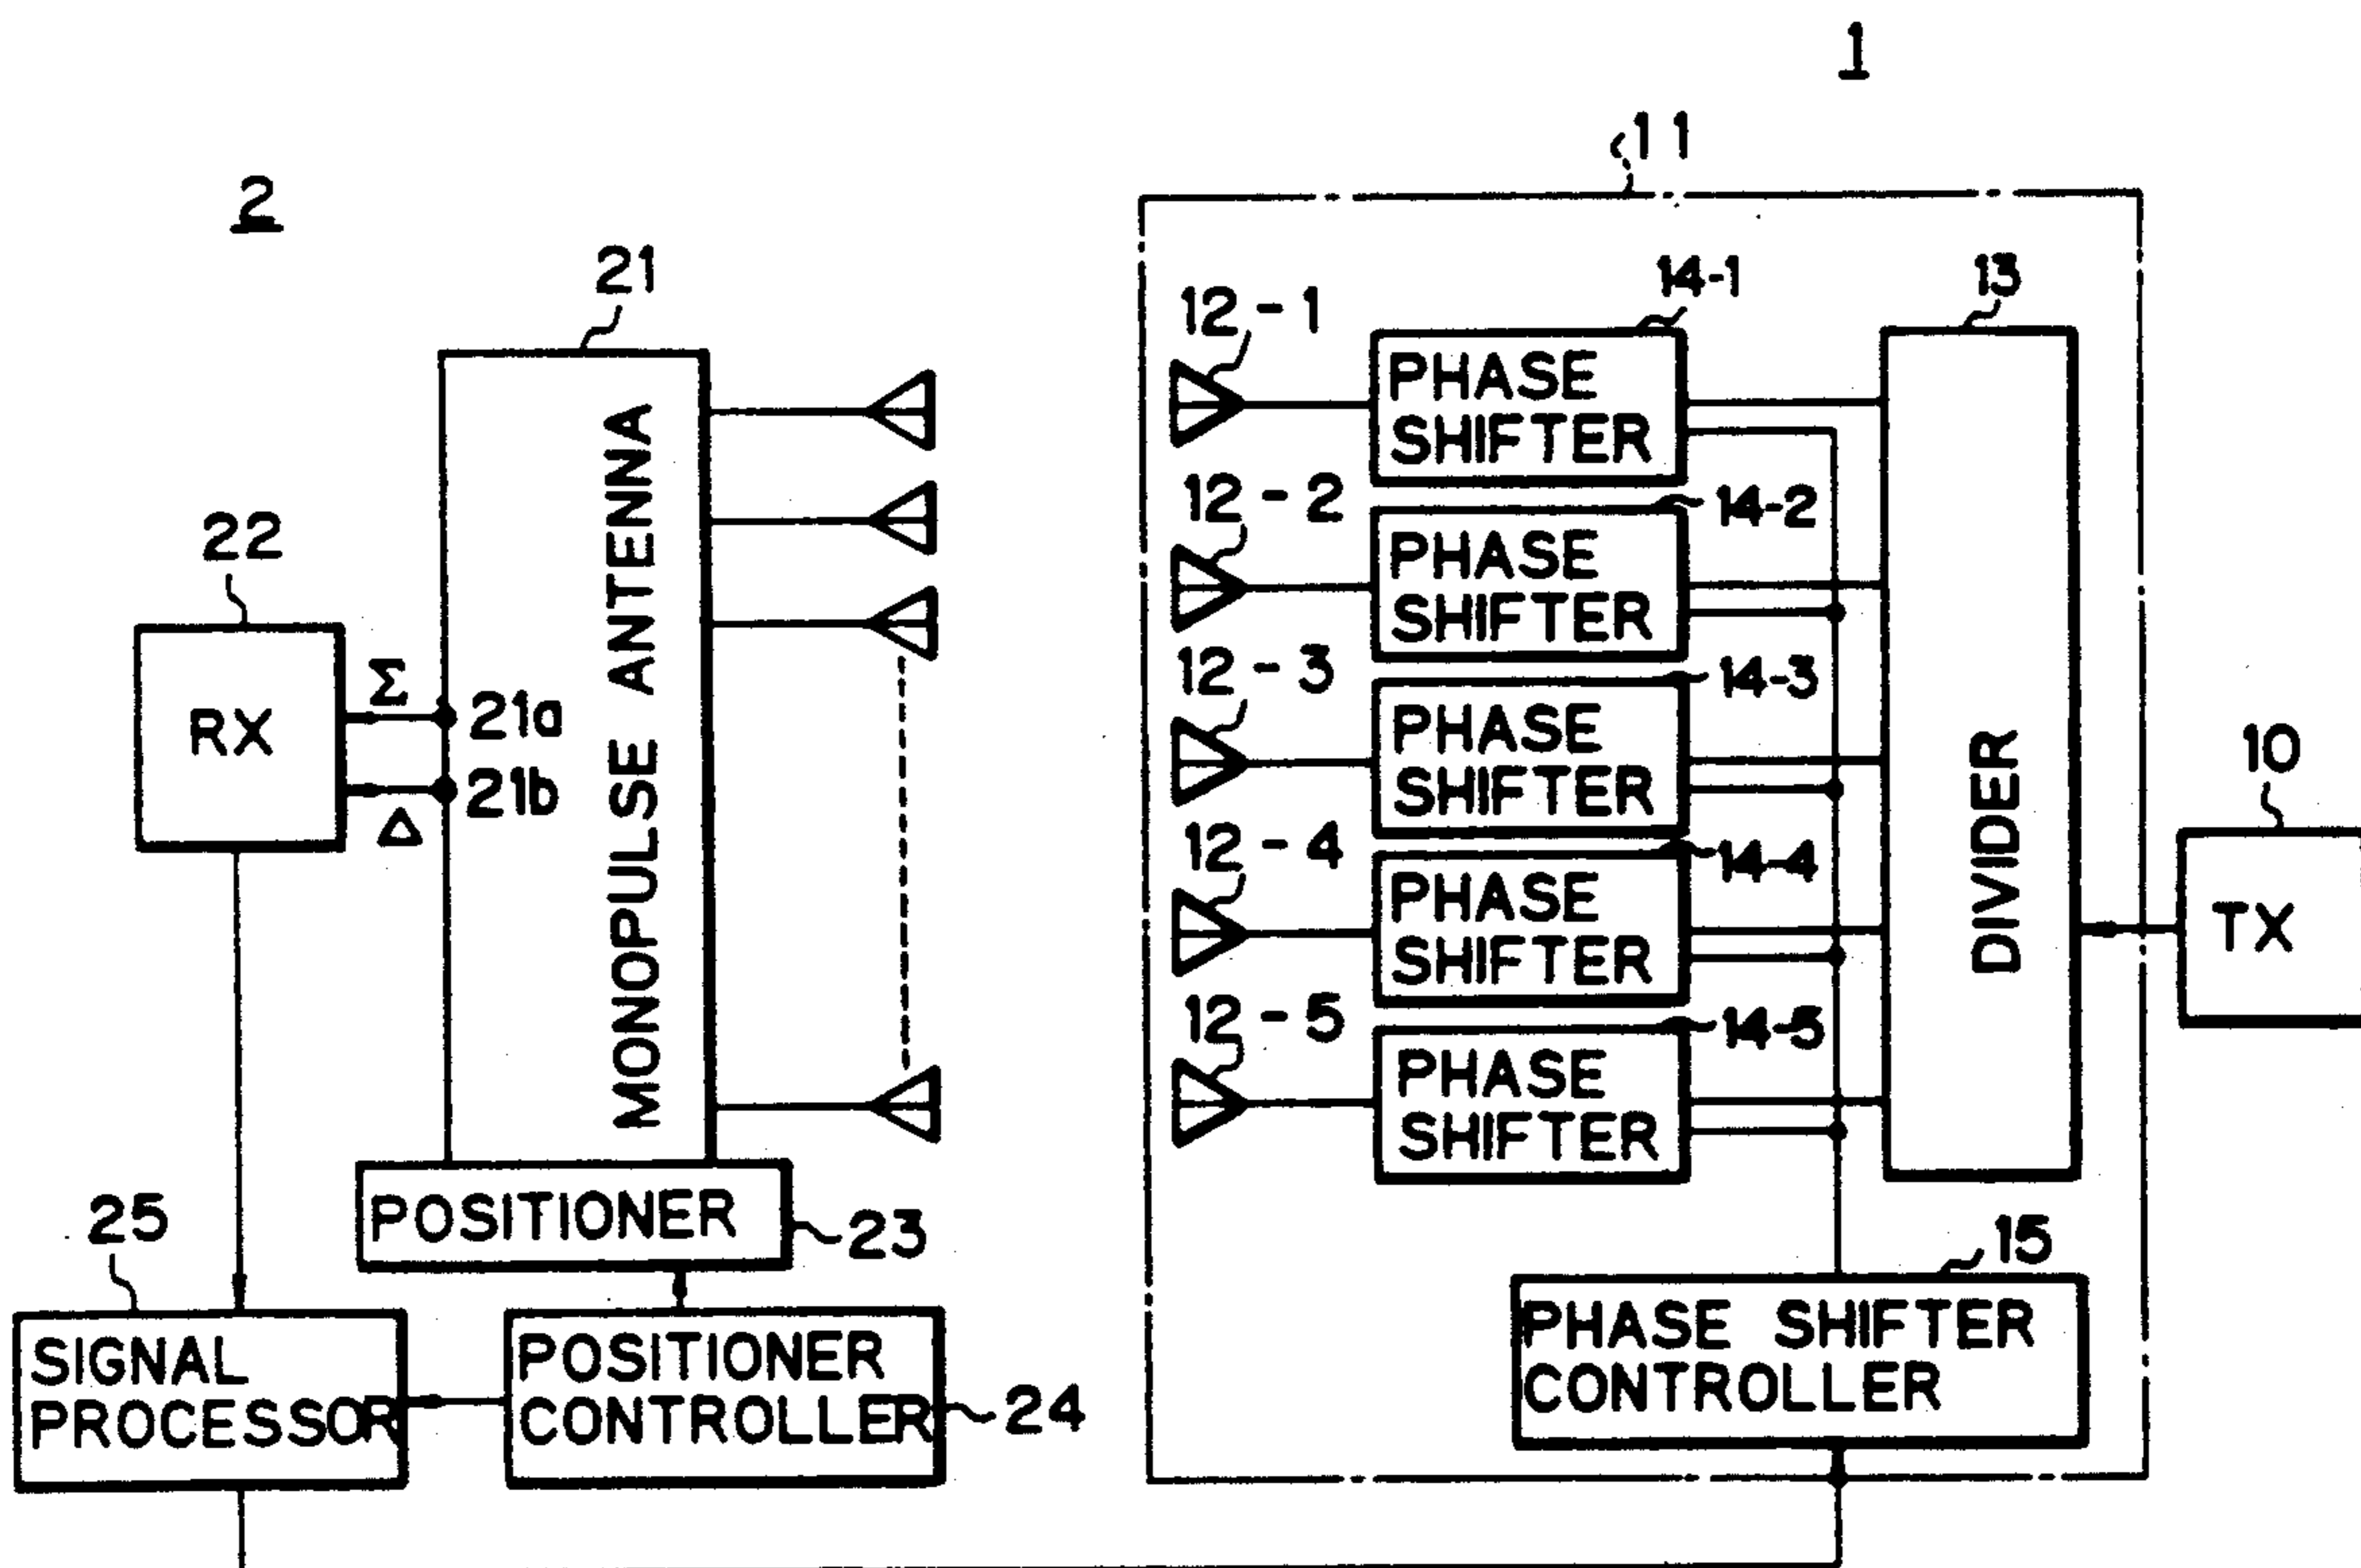 1
11
2
21
14-1
13
12-1
PHASE
SHIFTER
12-2
14-2
22
PHASE
SHIFTER
12-3
14-3
Σ
RX
21a
21b
Δ
MONOPULSE ANTENNA
PHASE
SHIFTER
12-4
14-4
PHASE
SHIFTER
DIVIDER
10
TX
12-5
14-5
PHASE
SHIFTER
25
POSITIONER
23
15
SIGNAL
PROCESSOR
POSITIONER
CONTROLLER
24
PHASE SHIFTER
CONTROLLER